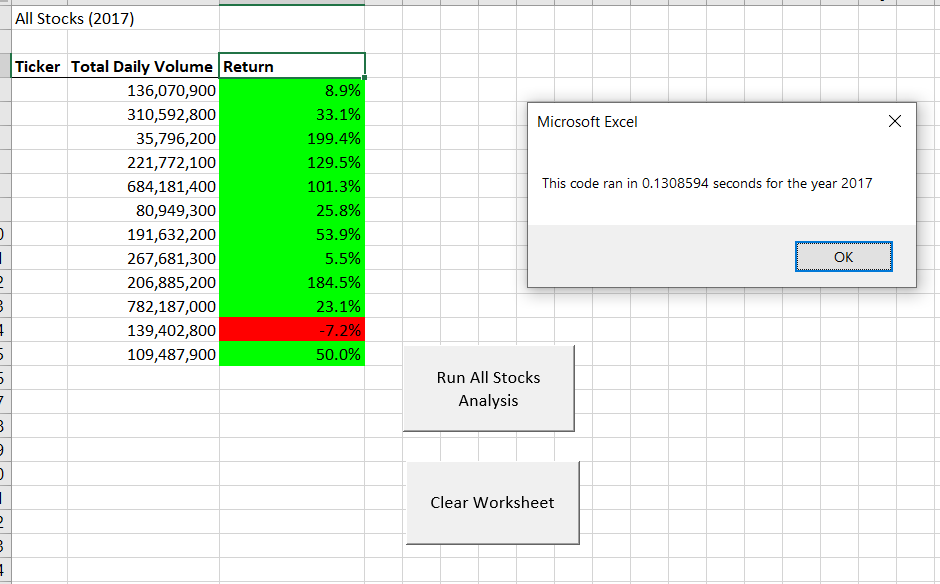 All Stocks (2017)
Ticker Total Daily Volume Return
136,070,900 8.9%
310,592,800 33.1%
35,796,200 199.4%
221,772,100 129.5%
684,181,400 101.3%
80,949,300 25.8%
191,632,200 53.9%
267,681,300 5.5%
206,885,200 184.5%
782,187,000 23.1%
139,402,800 -7.2%
109,487,900 50.0%
Microsoft Excel
This code ran in 0.1308594 seconds for the year 2017
OK
Run All Stocks
Analysis
Clear Worksheet